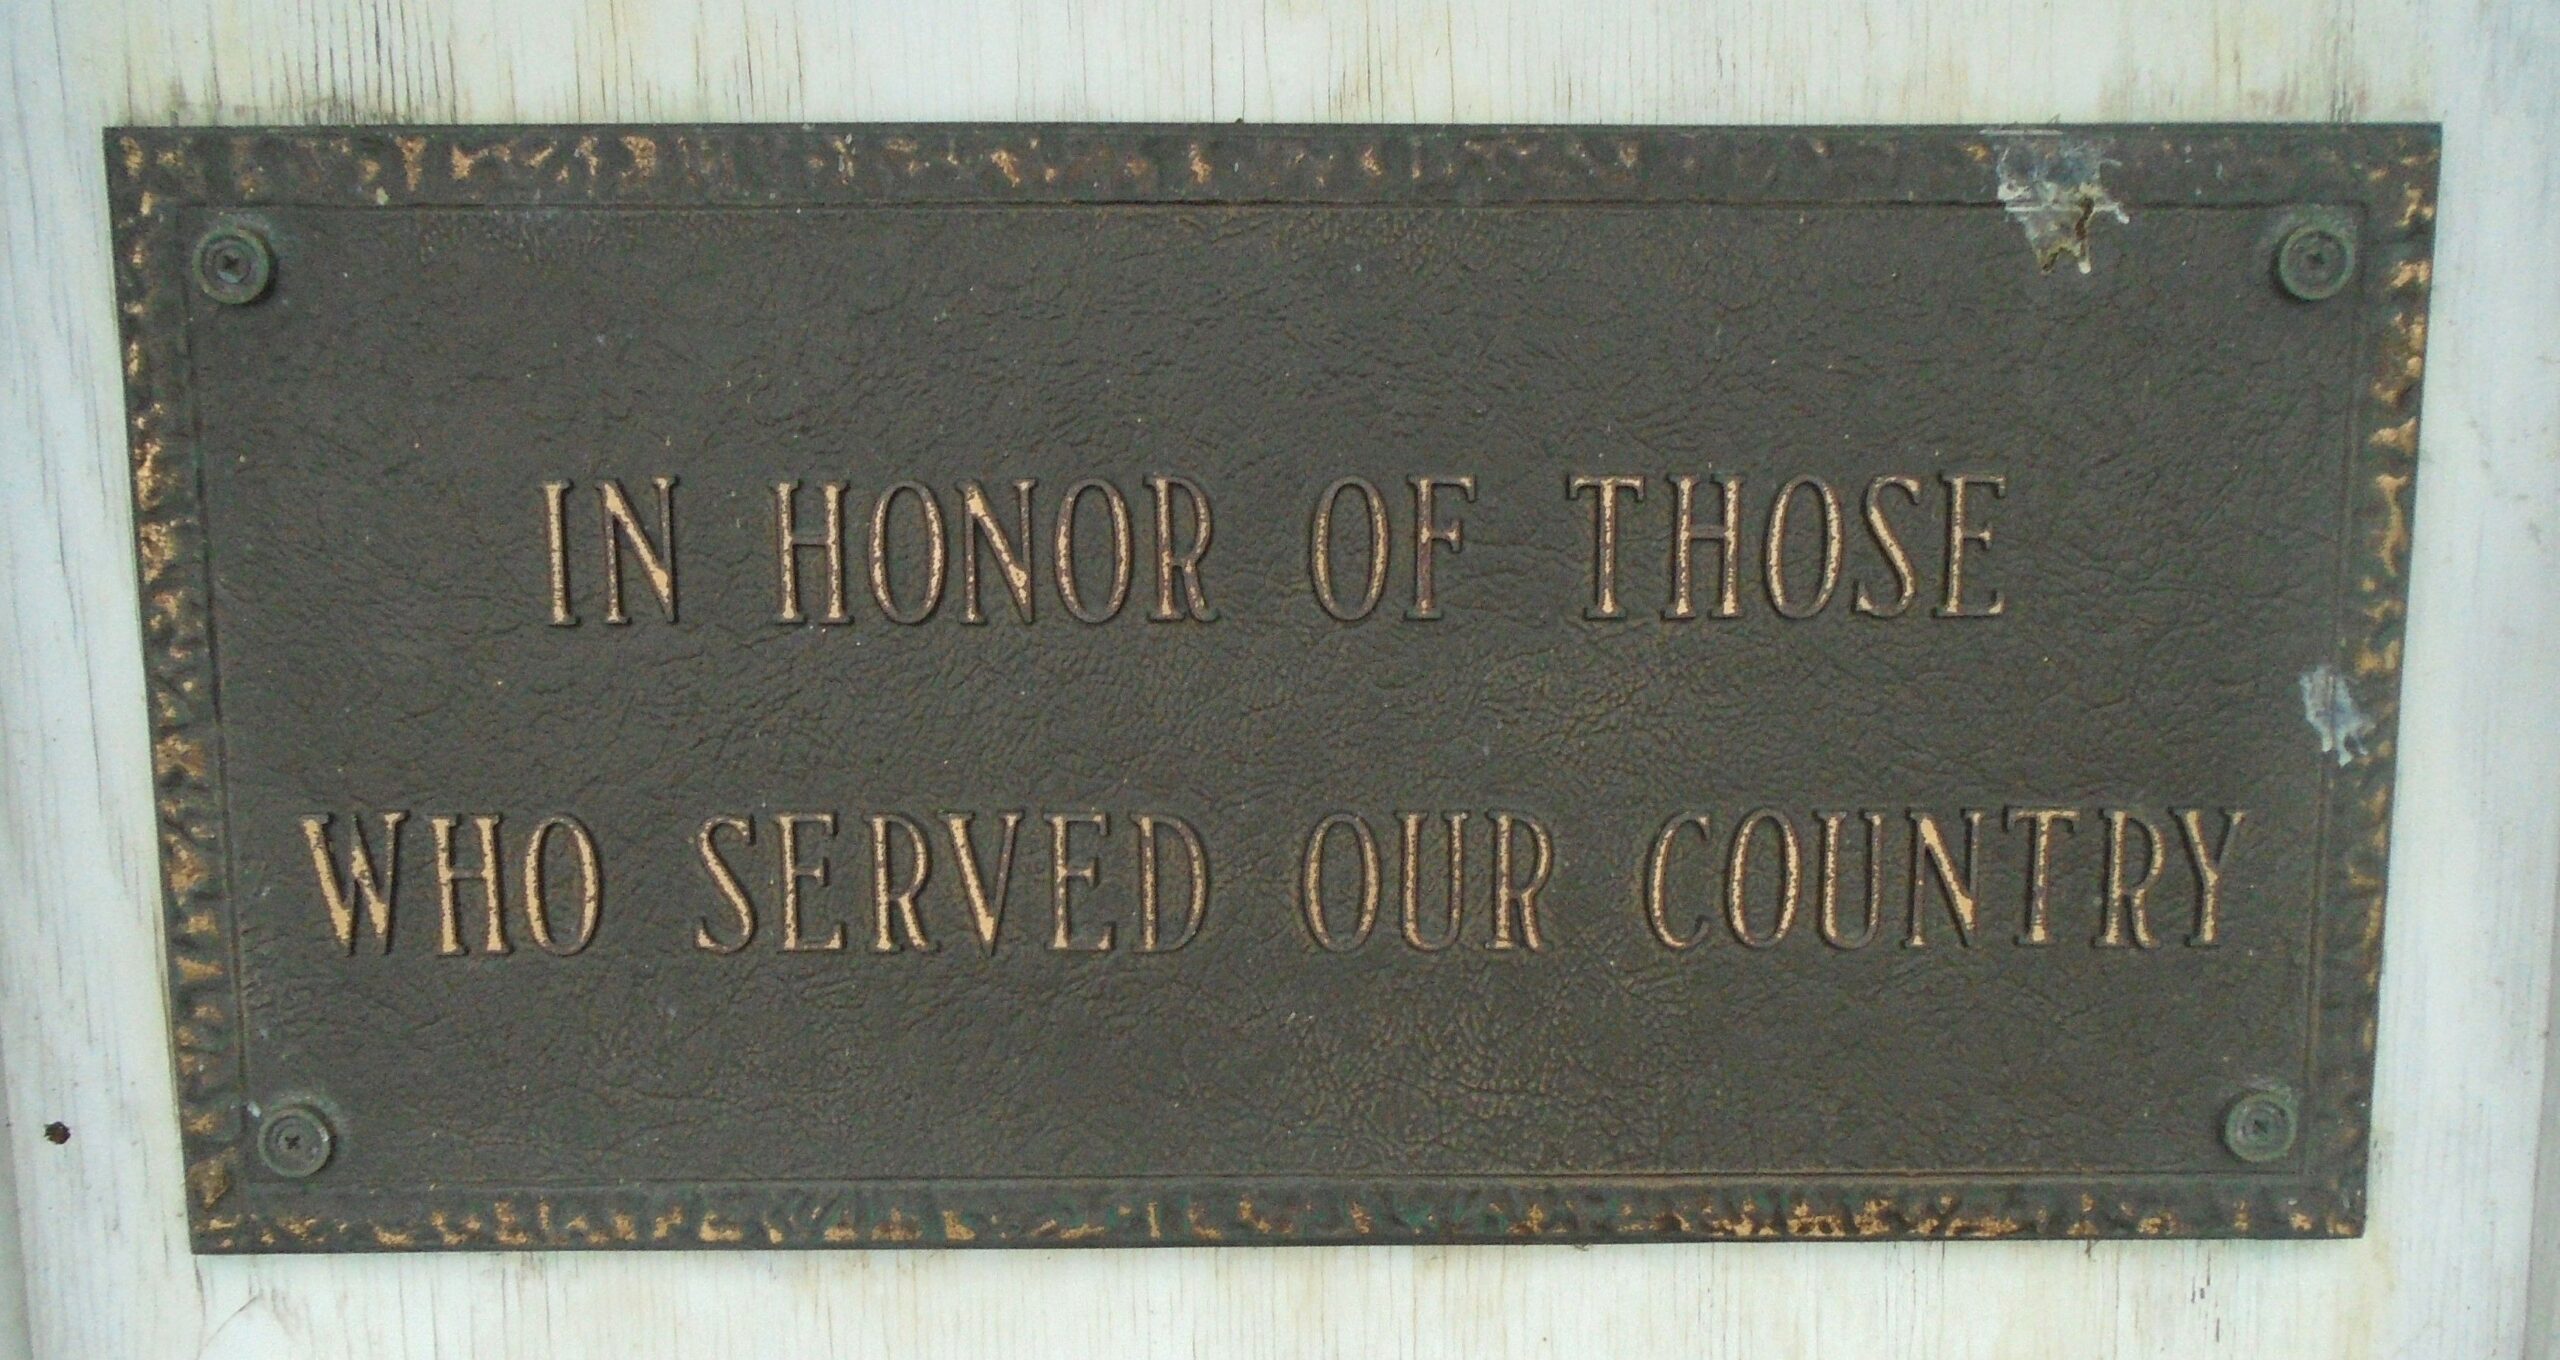 IN HONOR OF THOSE
WHO SERVED OUR COUNTRY